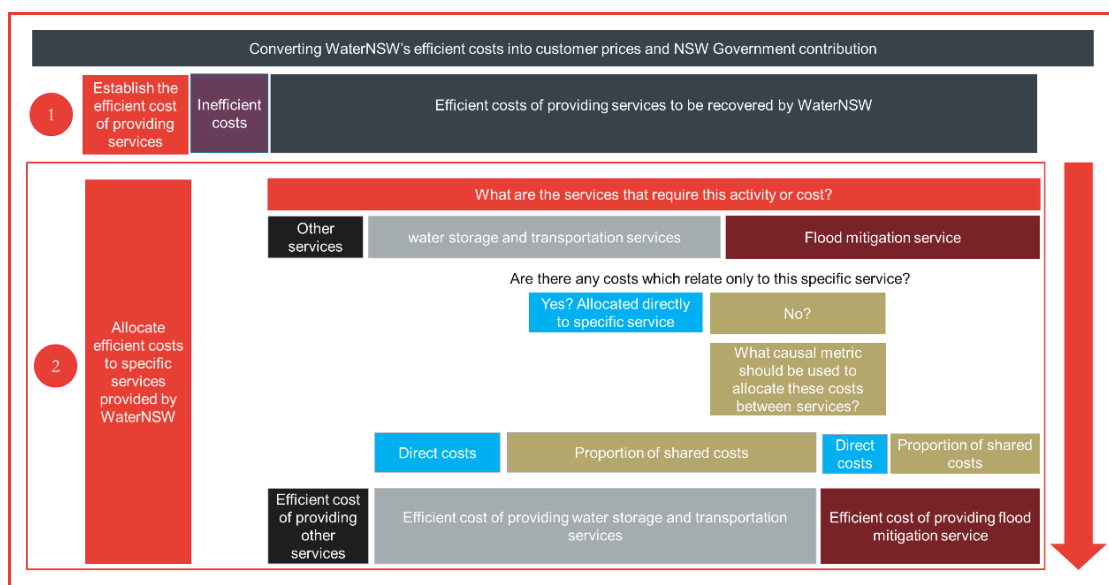 Converting WaterNSW's efficient costs into customer prices and NSW Government contribution
1
Establish the
efficient cost
of providing
services
Inefficient
costs
Efficient costs of providing services to be recovered by WaterNSW
2
Allocate
efficient costs
to specific
services
provided by
WaterNSW
What are the services that require this activity or cost?
Other
services
water storage and transportation services
Flood mitigation service
Are there any costs which relate only to this specific service?
Yes? Allocated directly
to specific service
No?
What causal metric
should be used to
allocate these costs
between services?
Direct costs
Proportion of shared costs
Direct
costs
Proportion of shared
costs
Efficient cost
of providing
other
services
Efficient cost of providing water storage and transportation
services
Efficient cost of providing flood
mitigation service